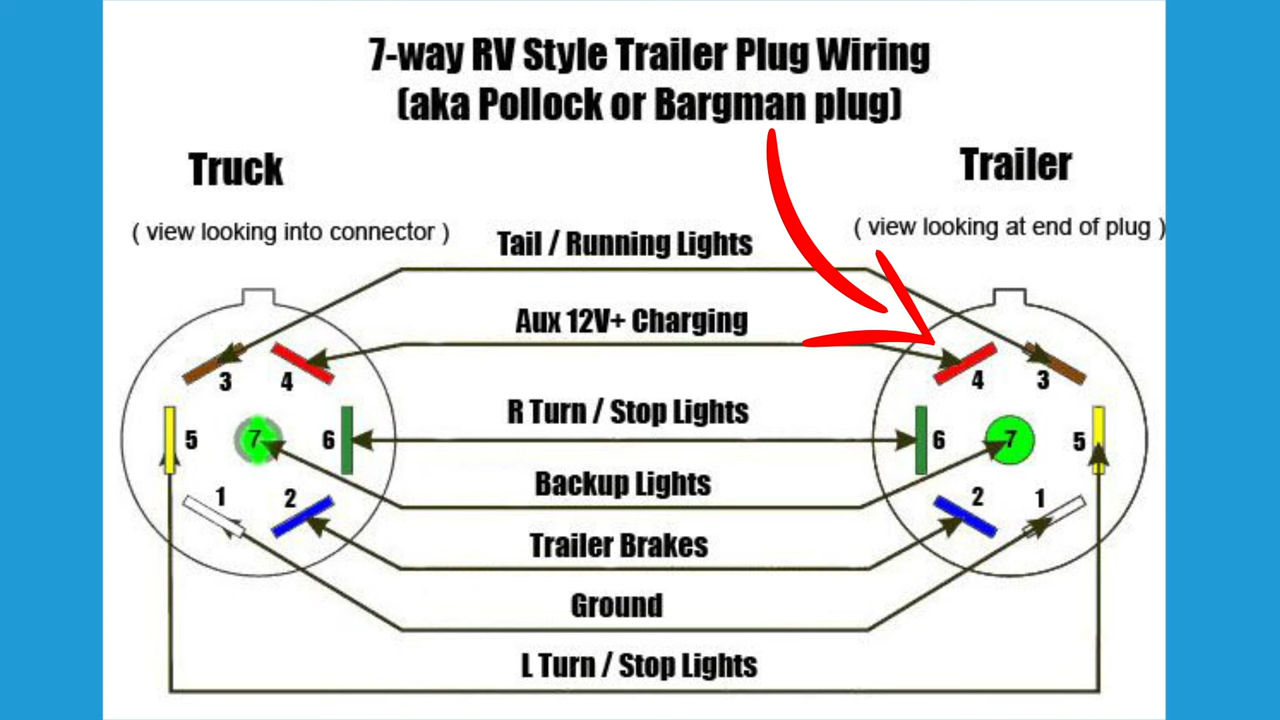 7-way RV Style Trailer Plug Wiring
(aka Pollock or Bargman plug)
Truck
Trailer
( view looking into connector )
( view looking at end of plug )
Tail / Running Lights
Aux 12V+ Charging
R Turn / Stop Lights
Backup Lights
Trailer Brakes
Ground
L Turn / Stop Lights
3
4
5
7
6
1
2
4
3
6
7
5
2
1